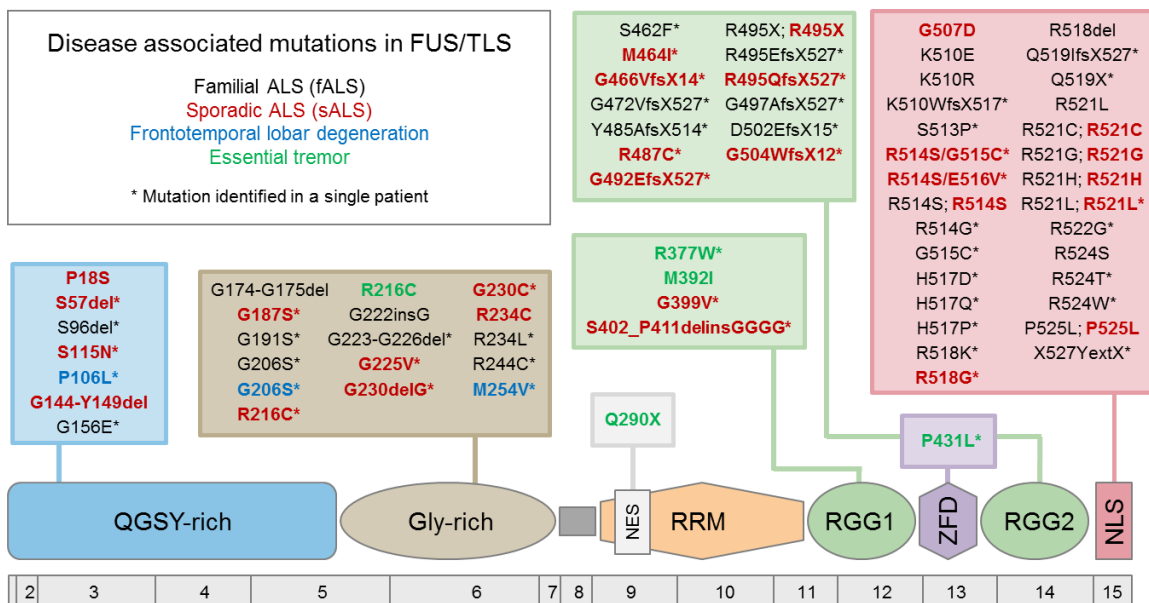 Disease associated mutations in FUS/TLS
Familial ALS (fALS)
Sporadic ALS (sALS)
Frontotemporal lobar degeneration
Essential tremor
* Mutation identified in a single patient
P18S
S57del*
S96del*
S115N*
P106L*
G144-Y149del
G156E*
G174-G175del
G187S*
G191S*
G206S*
G206S*
R216C*
R216C
G222insG
G223-G226del*
G225V*
G230delG*
G230C*
R234C
R234L*
R244C*
M254V*
S462F*
M464I*
G466VfsX14*
G472VfsX527*
Y485AfsX514*
R487C*
G492EfsX527*
R495X; R495X
R495EfsX527*
R495QfsX527*
G497AfsX527*
D502EfsX15*
G504WfsX12*
R377W*
M392I
G399V*
S402_P411delinsGGGG*
Q290X
P431L*
G507D
K510E
K510R
K510WfsX517*
S513P*
R514S/G515C*
R514S/E516V*
R514S; R514S
R514G*
G515C*
H517D*
H517Q*
H517P*
R518K*
R518G*
R518del
Q519IfsX527*
Q519X*
R521L
R521C; R521C
R521G; R521G
R521H; R521H
R521L; R521L*
R522G*
R524S
R524T*
R524W*
P525L; P525L
X527YextX*
QGSY-rich
Gly-rich
NES
RRM
RGG1
ZFD
RGG2
NLS
2 3 4 5 6 7 8 9 10 11 12 13 14 15